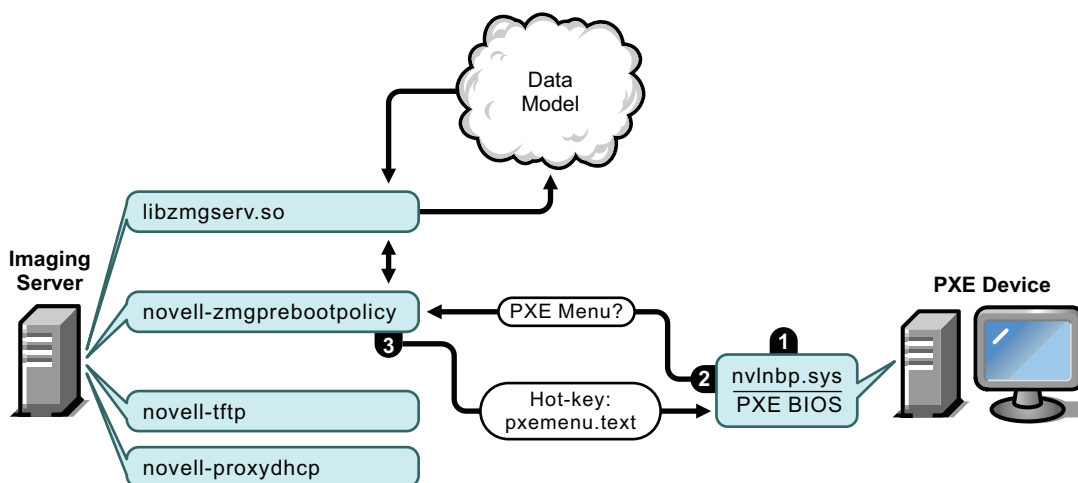 Data
Model
libzmgserv.so
Imaging
Server
PXE Device
novell-zmgprebootpolicy
PXE Menu?
3
1
2
nvlnbp.sys
PXE BIOS
Hot-key:
pxemenu.text
novell-tftp
novell-proxydhcp